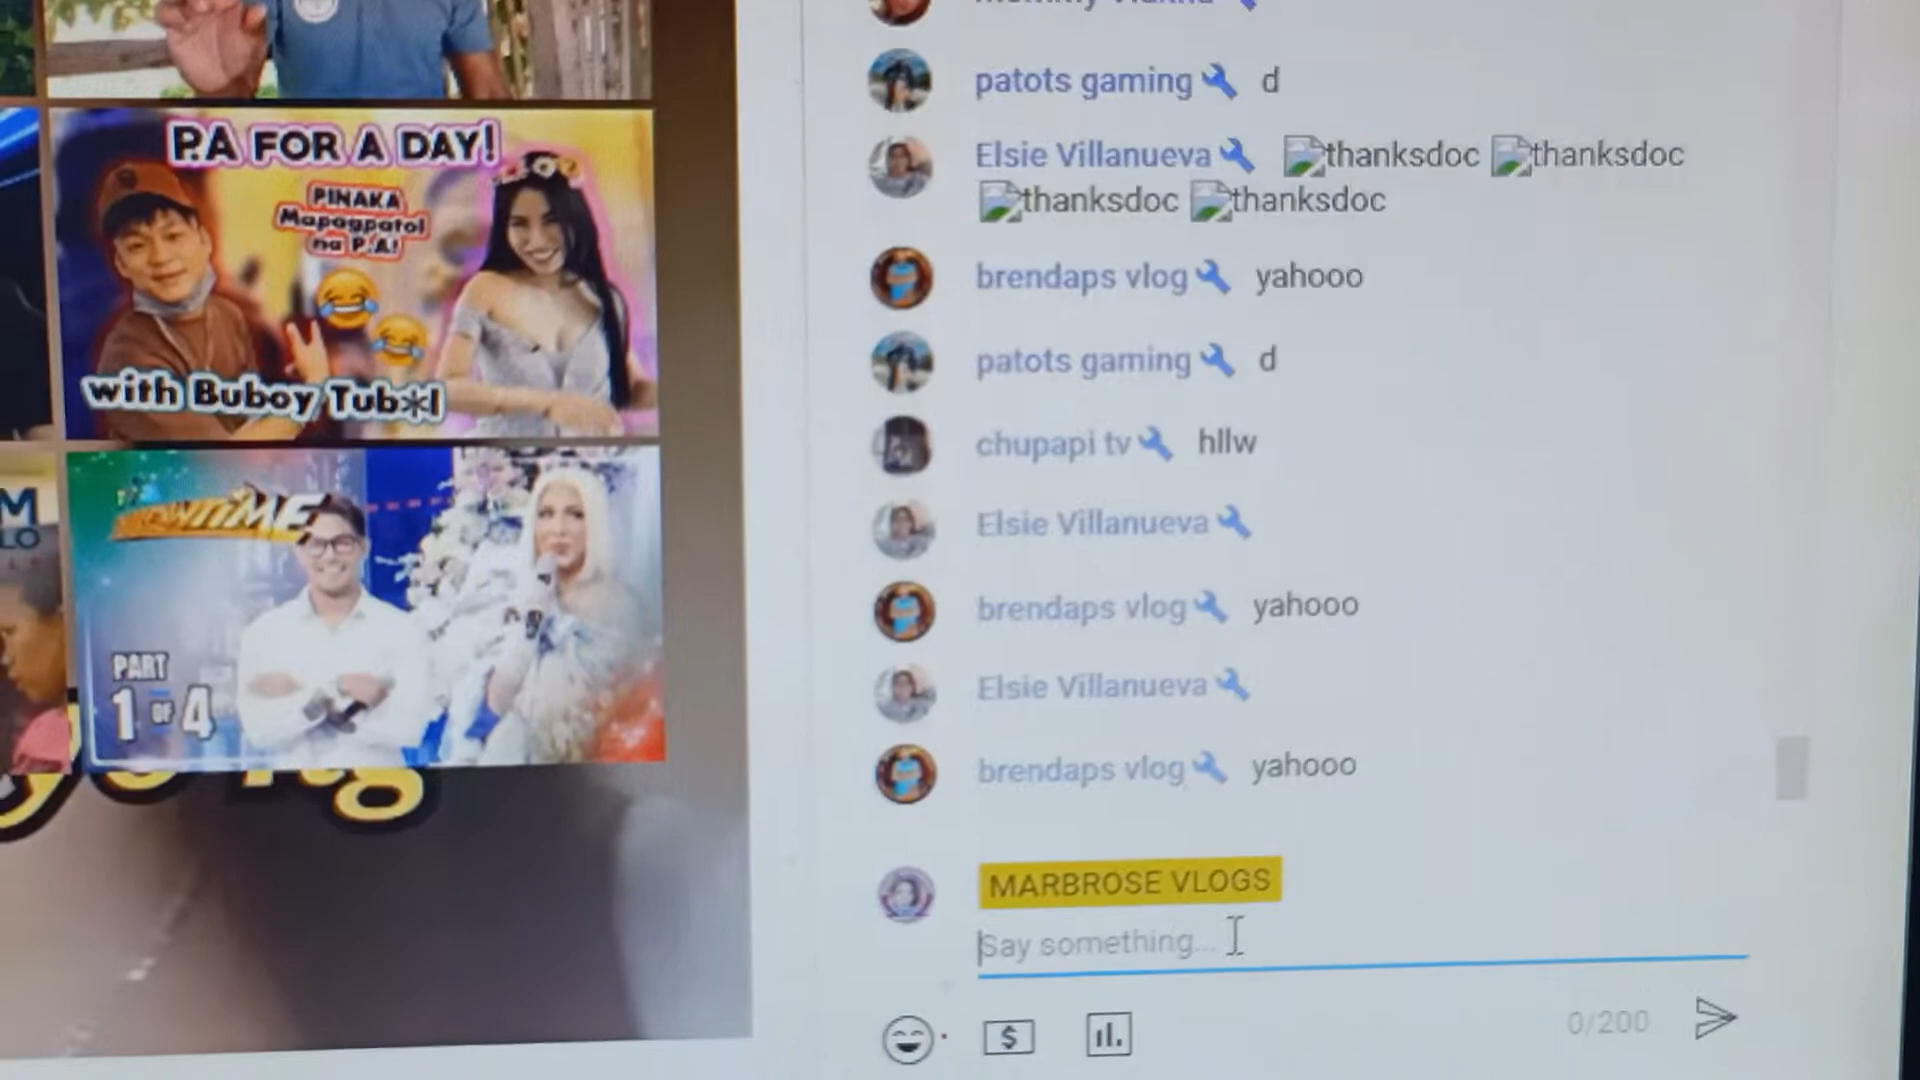 P.A FOR A DAY!
PINAKA
Mapagpatol
na P.A!
with Buboy Tub*l
M
LO
SHOWTIME
PART
1 OF 4
patots gaming d
Elsie Villanueva thanksdoc thanksdoc
thanksdoc thanksdoc
brendaps vlog yahooo
patots gaming d
chupapi tv hllw
Elsie Villanueva
brendaps vlog yahooo
Elsie Villanueva
brendaps vlog yahooo
MARBROSE VLOGS
Say something...
$
0/200